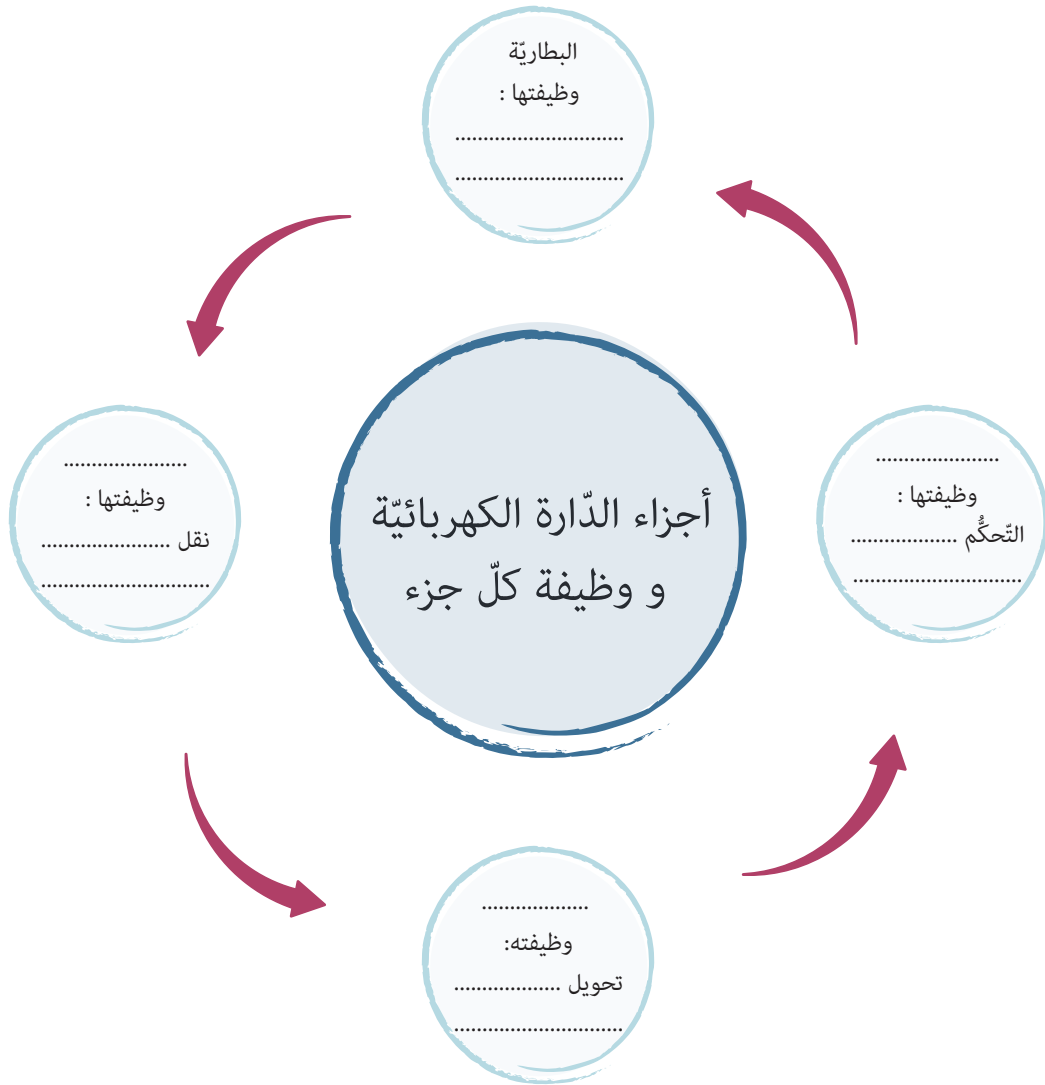 البطاريّة
وظيفتها :
..............................
..............................
......................
وظيفتها :
التّحكُّم ...................
..............................
أجزاء الدّارة الكهربائيّة
و وظيفة كلّ جزء
......................
وظيفتها :
نقل .......................
..............................
...................
وظيفته:
تحويل ...................
..............................